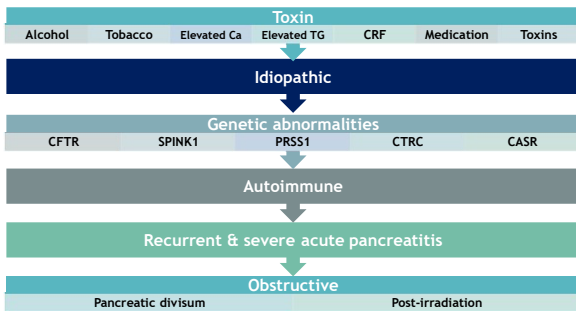 Toxin
Alcohol Tobacco Elevated Ca Elevated TG CRF Medication Toxins
Idiopathic
Genetic abnormalities
CFTR SPINK1 PRSS1 CTRC CASR
Autoimmune
Recurrent & severe acute pancreatitis
Obstructive
Pancreatic divisum Post-irradiation